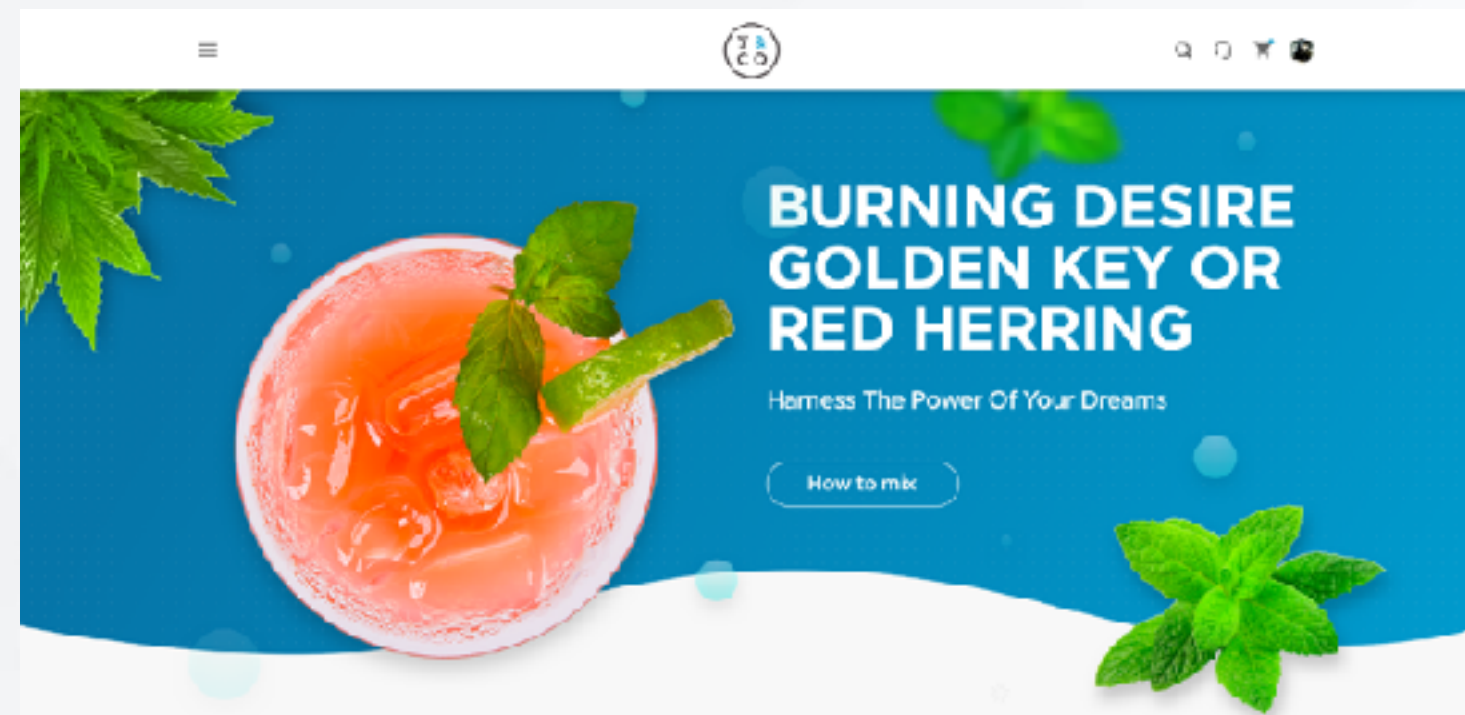 BURNING DESIRE
GOLDEN KEY OR
RED HERRING
Harness The Power Of Your Dreams
How to mix